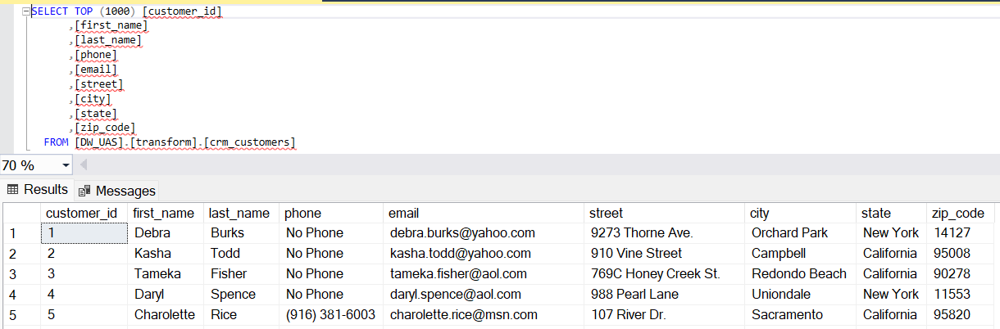 SELECT TOP (1000) [customer_id]
,[first_name]
,[last_name]
,[phone]
,[email]
,[street]
,[city]
,[state]
,[zip_code]
FROM [DW_UAS].[transform].[crm_customers]
70 %
Results Messages
customer_id first_name last_name phone email street city state zip_code
1 1 Debra Burks No Phone debra.burks@yahoo.com 9273 Thorne Ave. Orchard Park New York 14127
2 2 Kasha Todd No Phone kasha.todd@yahoo.com 910 Vine Street Campbell California 95008
3 3 Tameka Fisher No Phone tameka.fisher@aol.com 769C Honey Creek St. Redondo Beach California 90278
4 4 Daryl Spence No Phone daryl.spence@aol.com 988 Pearl Lane Uniondale New York 11553
5 5 Charolette Rice (916) 381-6003 charolette.rice@msn.com 107 River Dr. Sacramento California 95820